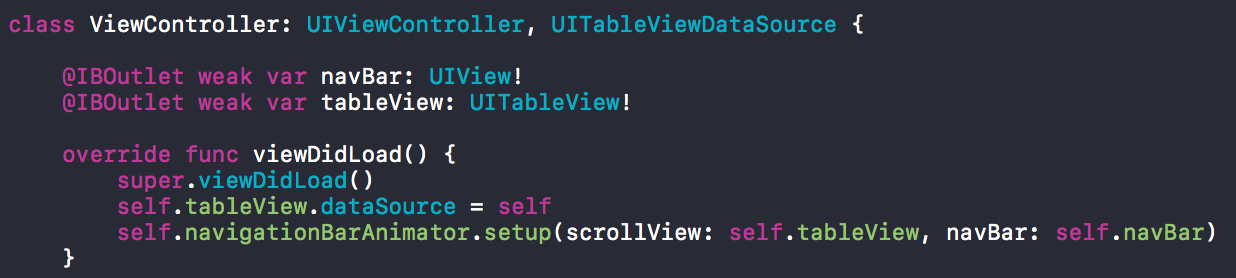 class ViewController: UIViewController, UITableViewDataSource {
@IBOutlet weak var navBar: UIView!
@IBOutlet weak var tableView: UITableView!
override func viewDidLoad() {
super.viewDidLoad()
self.tableView.dataSource = self
self.navigationBarAnimator.setup(scrollView: self.tableView, navBar: self.navBar)
}